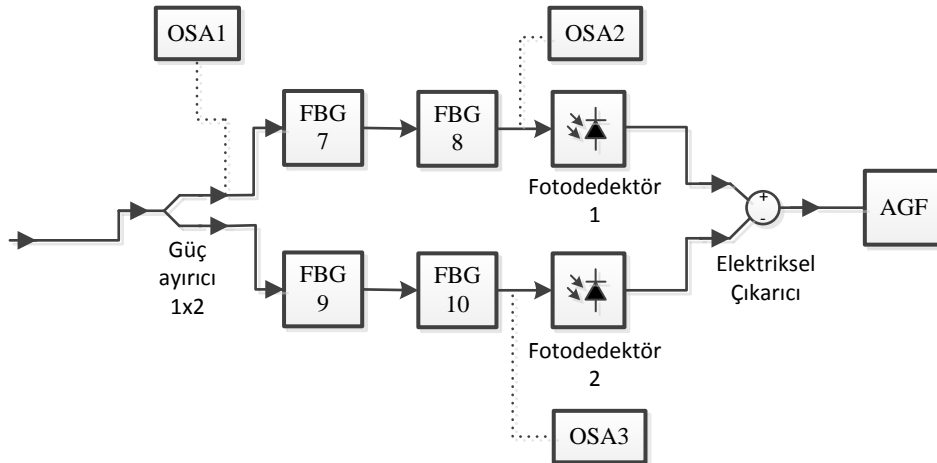 OSA1
OSA2
FBG
7
FBG
8
Fotodedektör
1
+
-
AGF
Güç
ayırıcı
1x2
FBG
9
FBG
10
Elektriksel
Çıkarıcı
Fotodedektör
2
OSA3